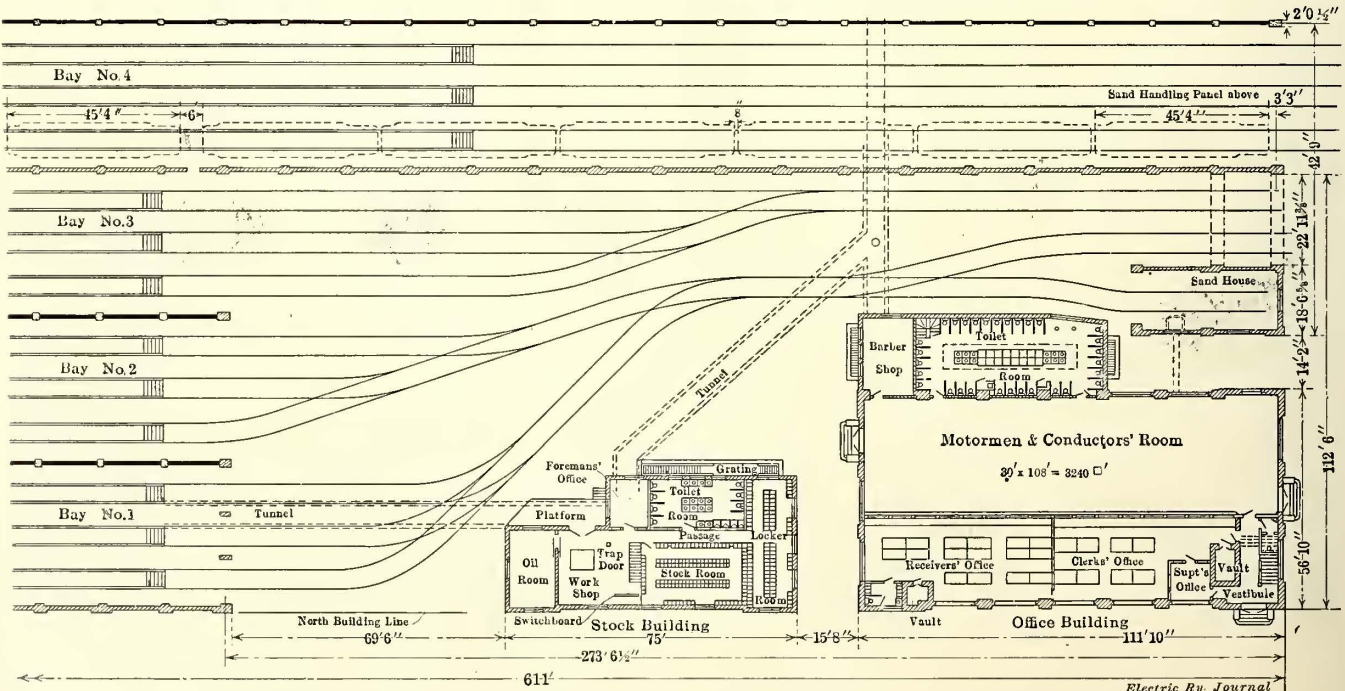 2'0½"
Bay No.4
Sand Handling Panel above
3'3"
45'4"
6'
8"
45'4"
42'9"
Bay No.3
22'11⅜"
Sand House
18'-6⅝"
Barber
Shop
Toilet
Room
14'-2"
Bay No.2
Tunnel
Motormen & Conductors' Room
30' x 108' = 3240 □'
112'6"
Foremans'
Office
Grating
Toilet
Room
Bay No.1
Tunnel
Platform
Passage
Locker
Room
Oil
Room
Trap
Door
Work
Shop
Stock Room
Receivers' Office
Clerks' Office
Supt's
Office
Vault
Vestibule
56'-10"
North Building Line
Switchboard
Stock Building
Vault
Office Building
69'6"
75'
15'8"
111'10"
273'6½"
611'
Electric Ry. Journal